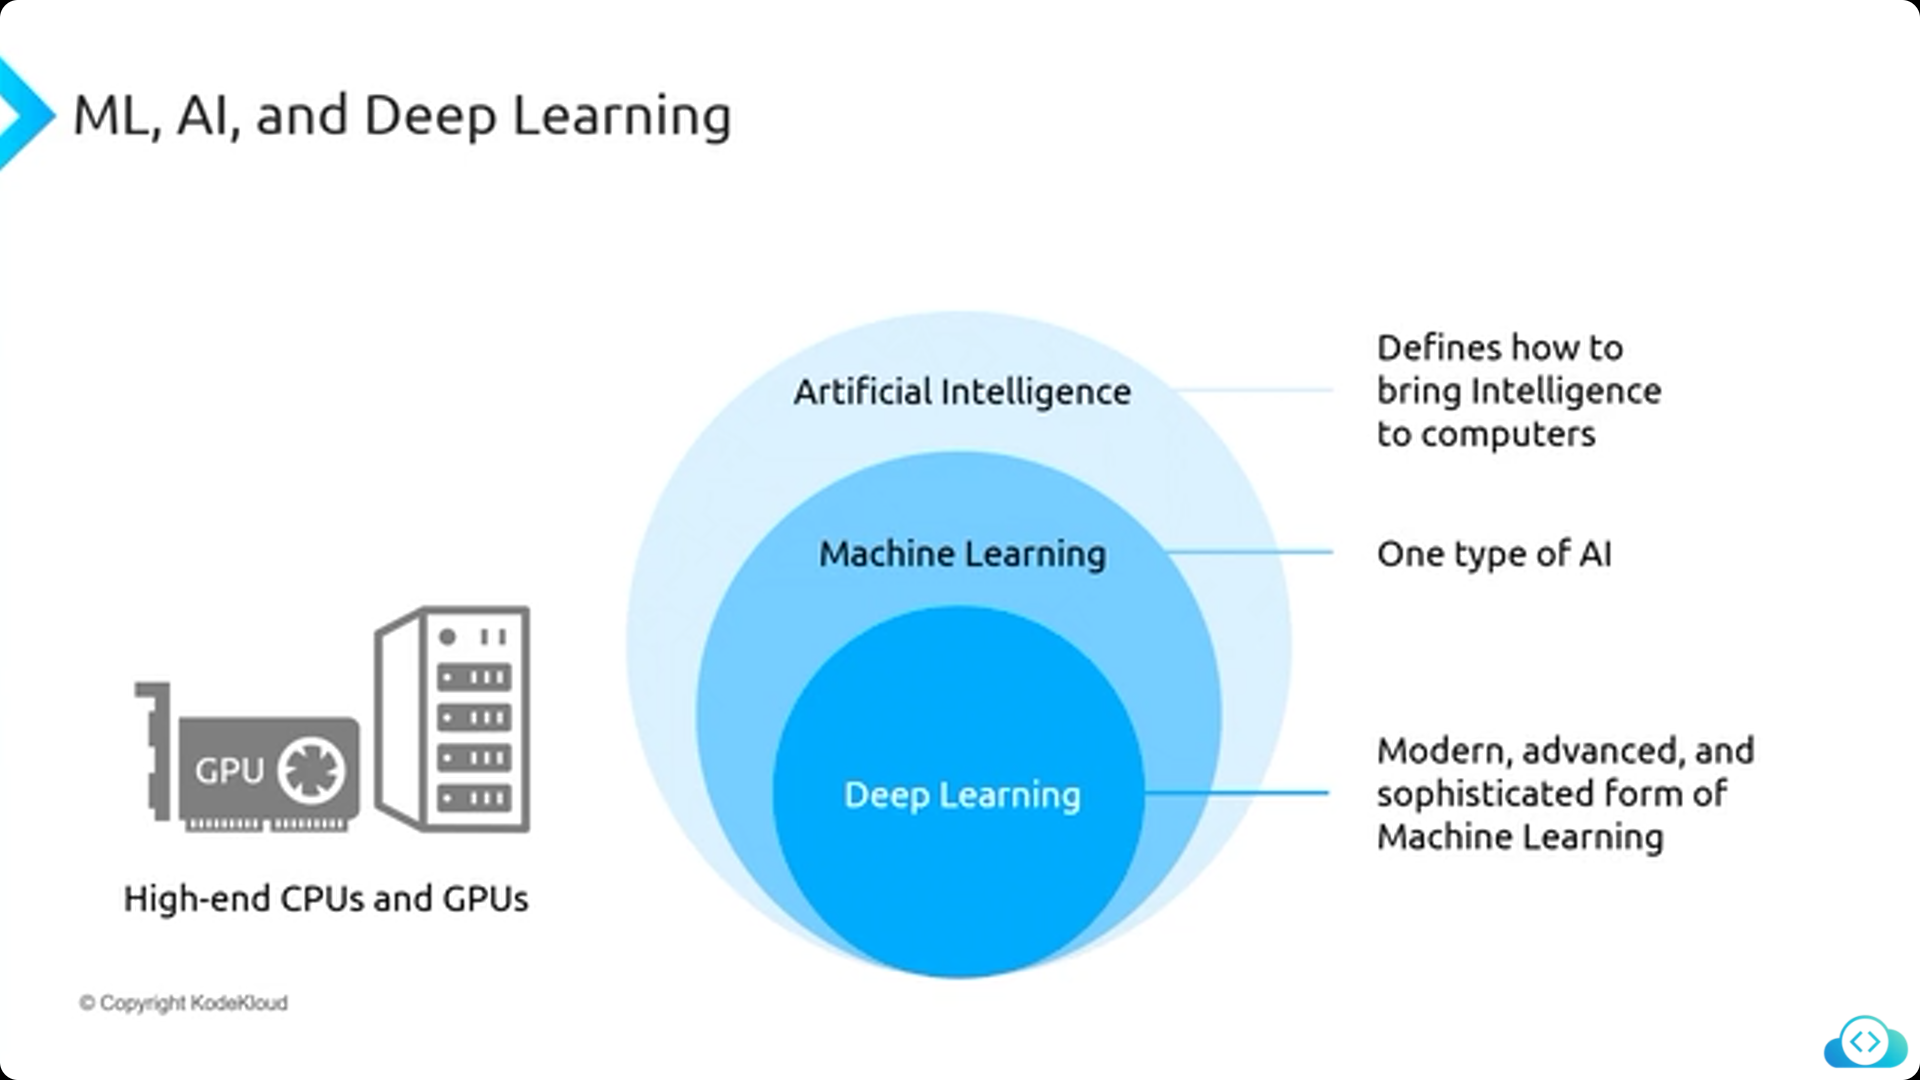 ML, AI, and Deep Learning
Artificial Intelligence
Defines how to
bring Intelligence
to computers
Machine Learning
One type of AI
Deep Learning
Modern, advanced, and
sophisticated form of
Machine Learning
GPU
High-end CPUs and GPUs
© Copyright KodeKloud